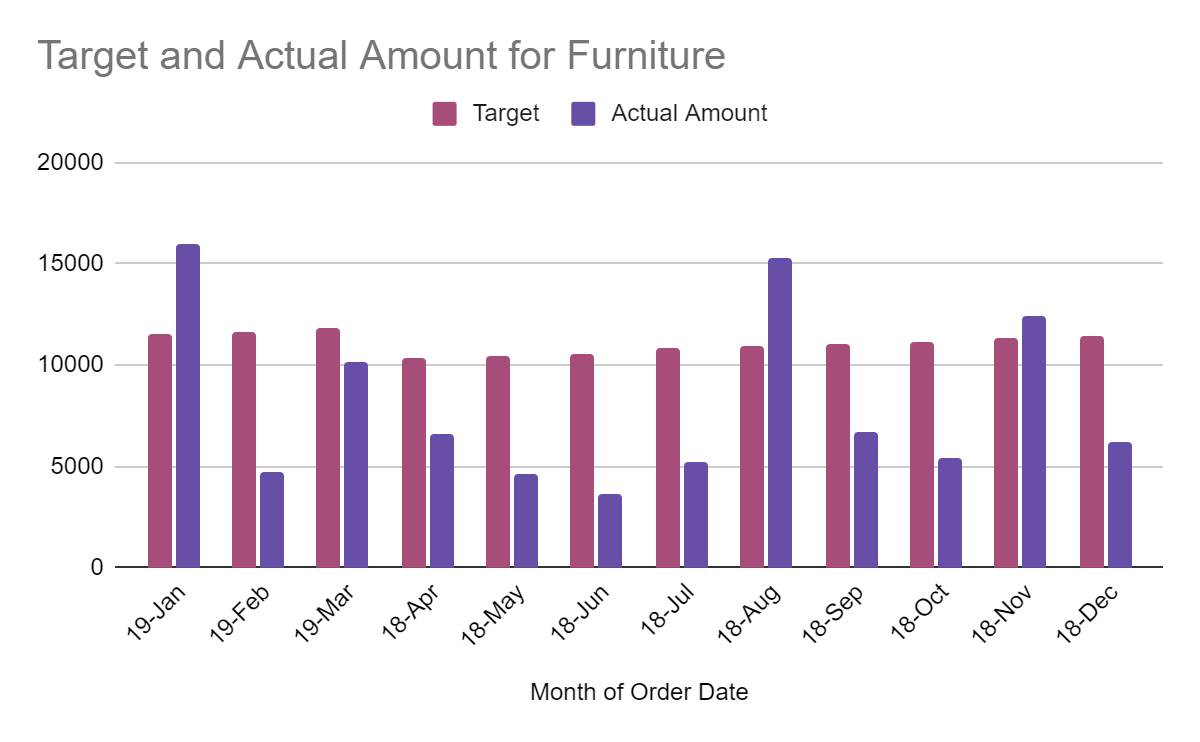 Target and Actual Amount for Furniture
Target Actual Amount
20000
15000
10000
5000
0
19-Jan 19-Feb 19-Mar 18-Apr 18-May 18-Jun 18-Jul 18-Aug 18-Sep 18-Oct 18-Nov 18-Dec
Month of Order Date